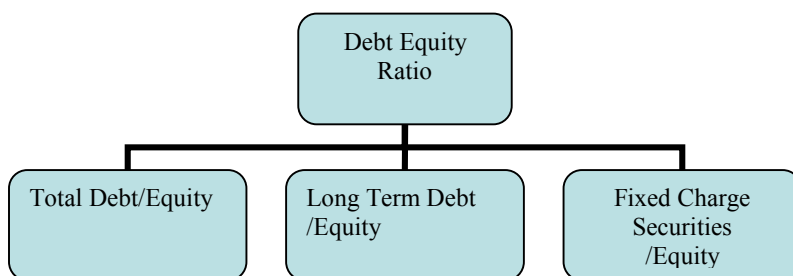 Debt Equity
Ratio
Total Debt/Equity
Long Term Debt
/Equity
Fixed Charge
Securities
/Equity